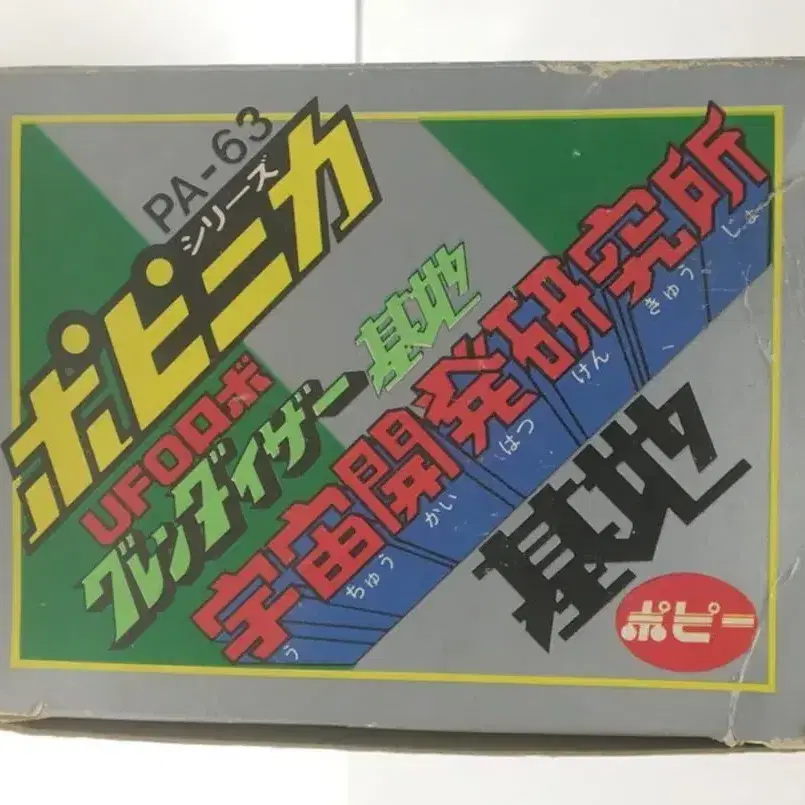 PA-63
ポピニカ
シリーズ
UFOロボ
グレンダイザー基地
宇宙開発研究所
う ちゅう かい はつ けん きゅう じょ
基地
ポピー